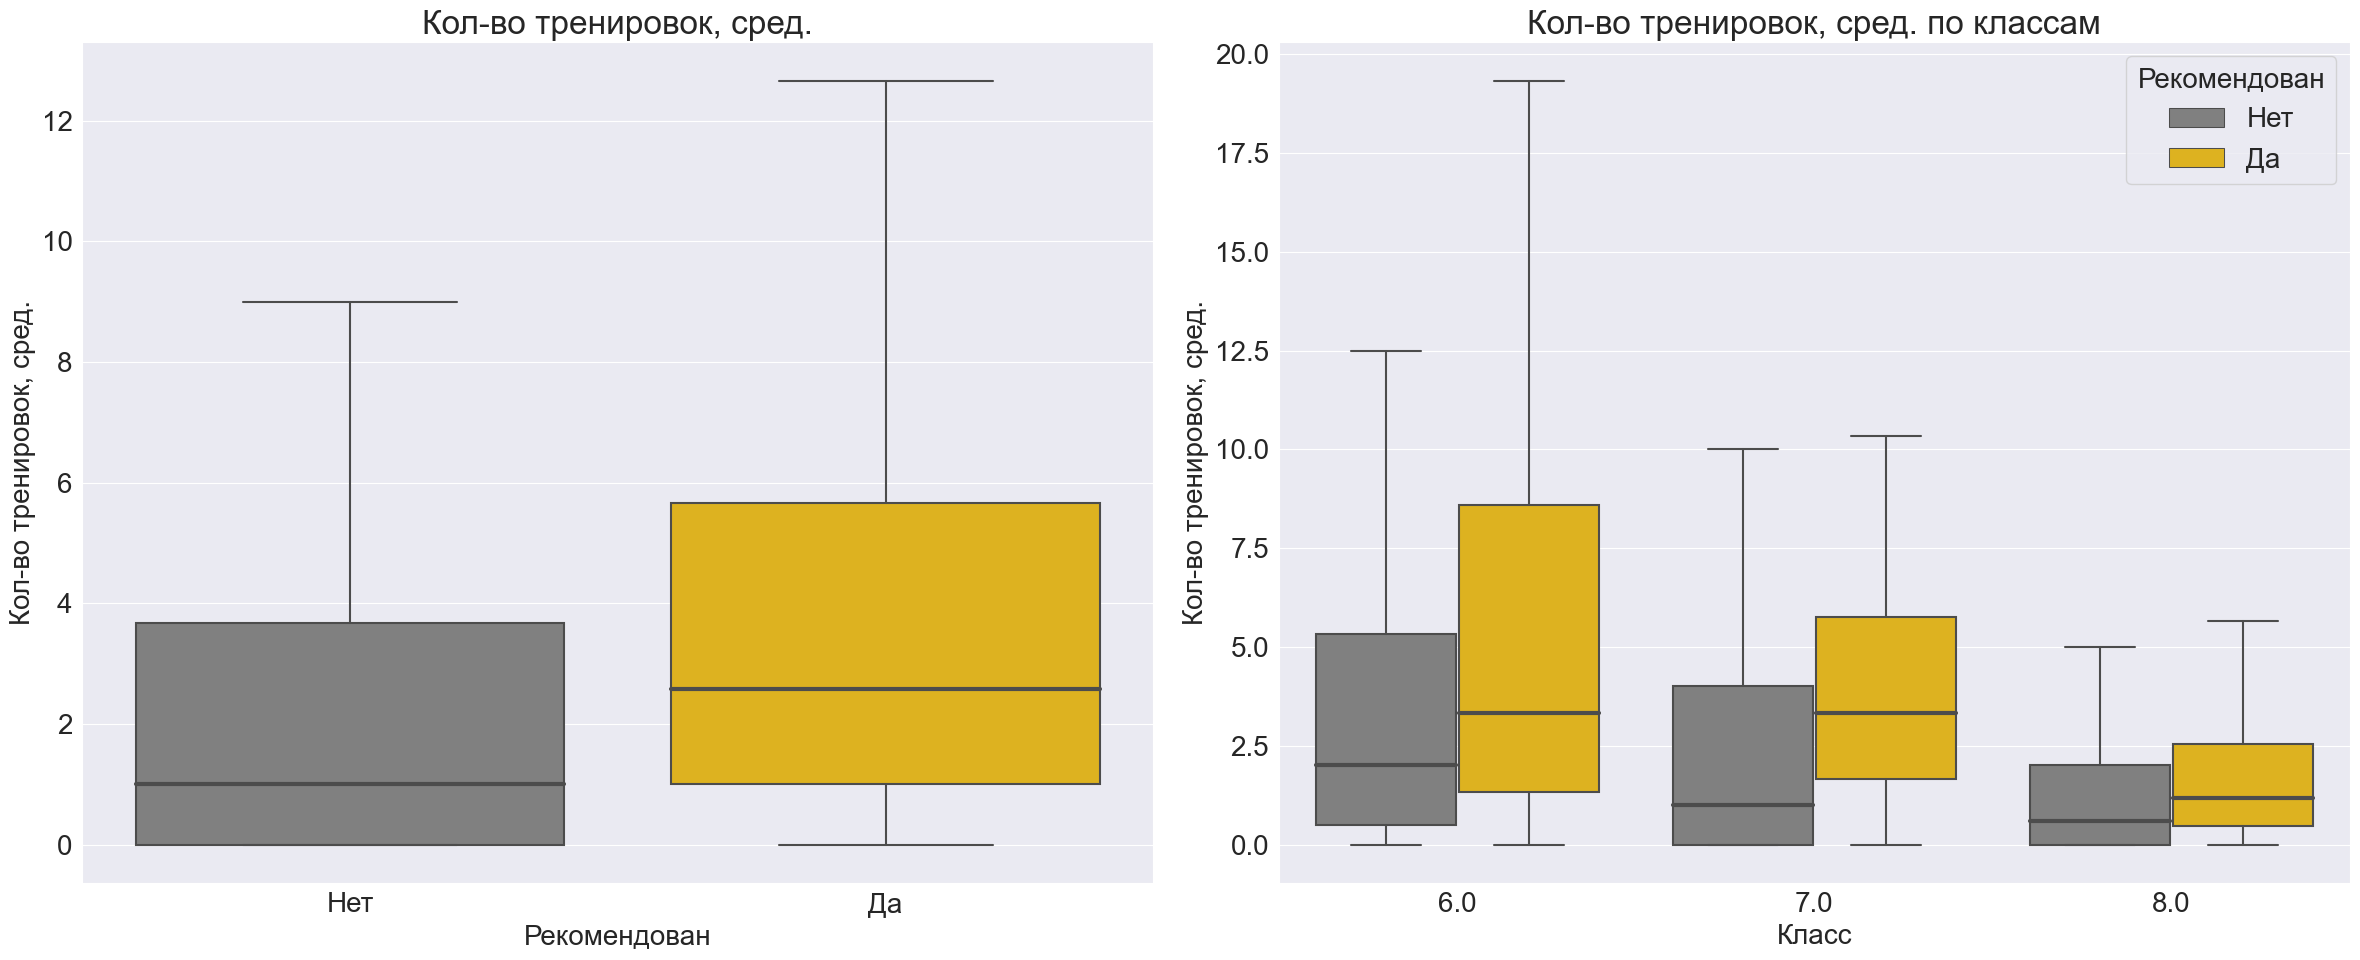 Кол-во тренировок, сред.
Кол-во тренировок, сред.
12
10
8
6
4
2
0
Нет
Да
Рекомендован
Кол-во тренировок, сред. по классам
Кол-во тренировок, сред.
20.0
17.5
15.0
12.5
10.0
7.5
5.0
2.5
0.0
6.0
7.0
8.0
Класс
Рекомендован
Нет
Да